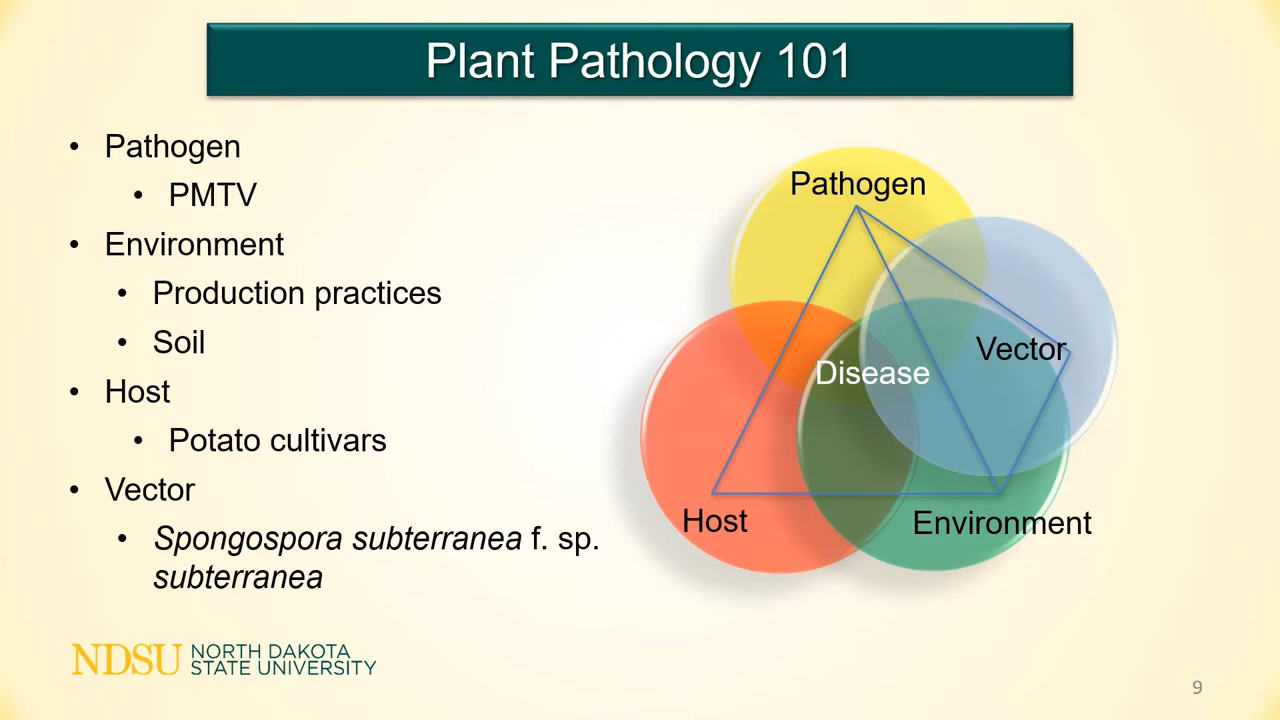 Plant Pathology 101
• Pathogen
• PMTV
• Environment
• Production practices
• Soil
• Host
• Potato cultivars
• Vector
• Spongospora subterranea f. sp.
subterranea
Pathogen
Vector
Disease
Host
Environment
NDSU NORTH DAKOTA
STATE UNIVERSITY
9